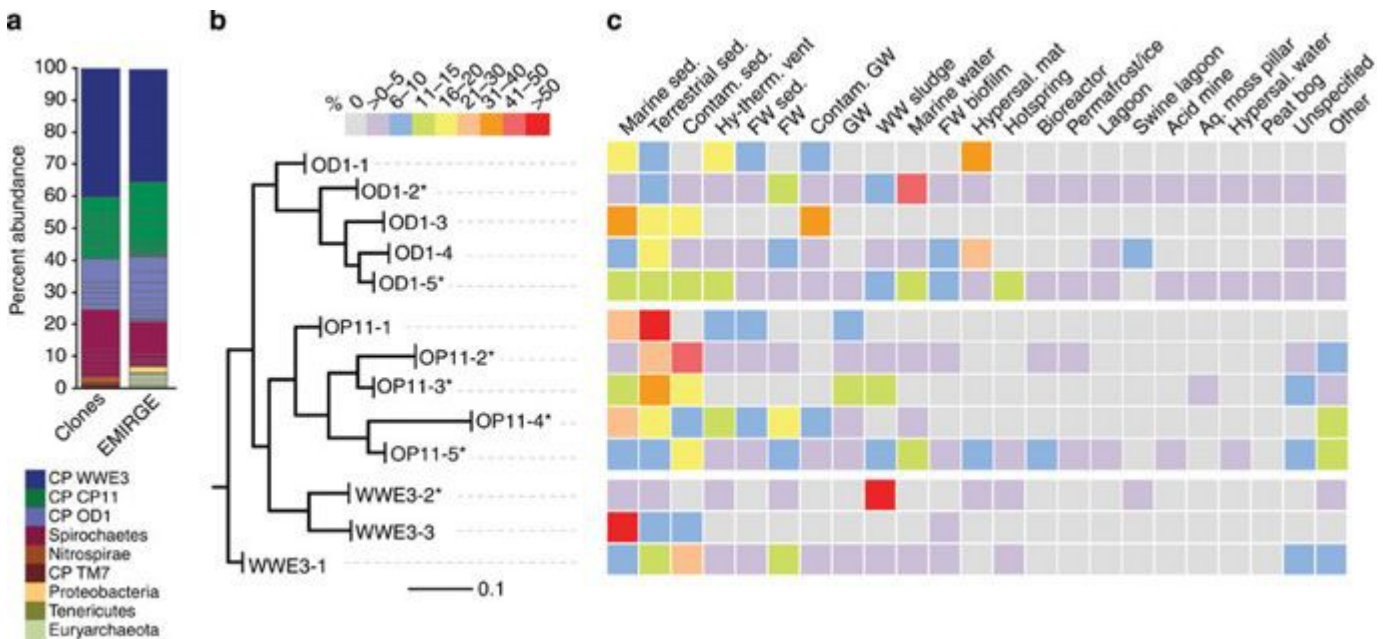 a
b
c
100
90
80
70
60
50
40
30
20
10
0
Percent abundance
Clones
EMIRGE
CP WWE3
CP CP11
CP OD1
Spirochaetes
Nitrospirae
CP TM7
Proteobacteria
Tenericutes
Euryarchaeota
% 0 >0–5 6–10 11–15 16–20 21–30 31–40 41–50 >50
OD1-1
OD1-2*
OD1-3
OD1-4
OD1-5*
OP11-1
OP11-2*
OP11-3*
OP11-4*
OP11-5*
WWE3-2*
WWE3-3
WWE3-1
0.1
Marine sed.
Terrestrial sed.
Contam. sed.
Hy-therm. vent
FW sed.
FW
Contam. GW
GW
WW sludge
Marine water
FW biofilm
Hypersal. mat
Hotspring
Bioreactor
Permafrost/ice
Lagoon
Swine lagoon
Acid mine
Aq. moss pillar
Hypersal. water
Peat bog
Unspecified
Other